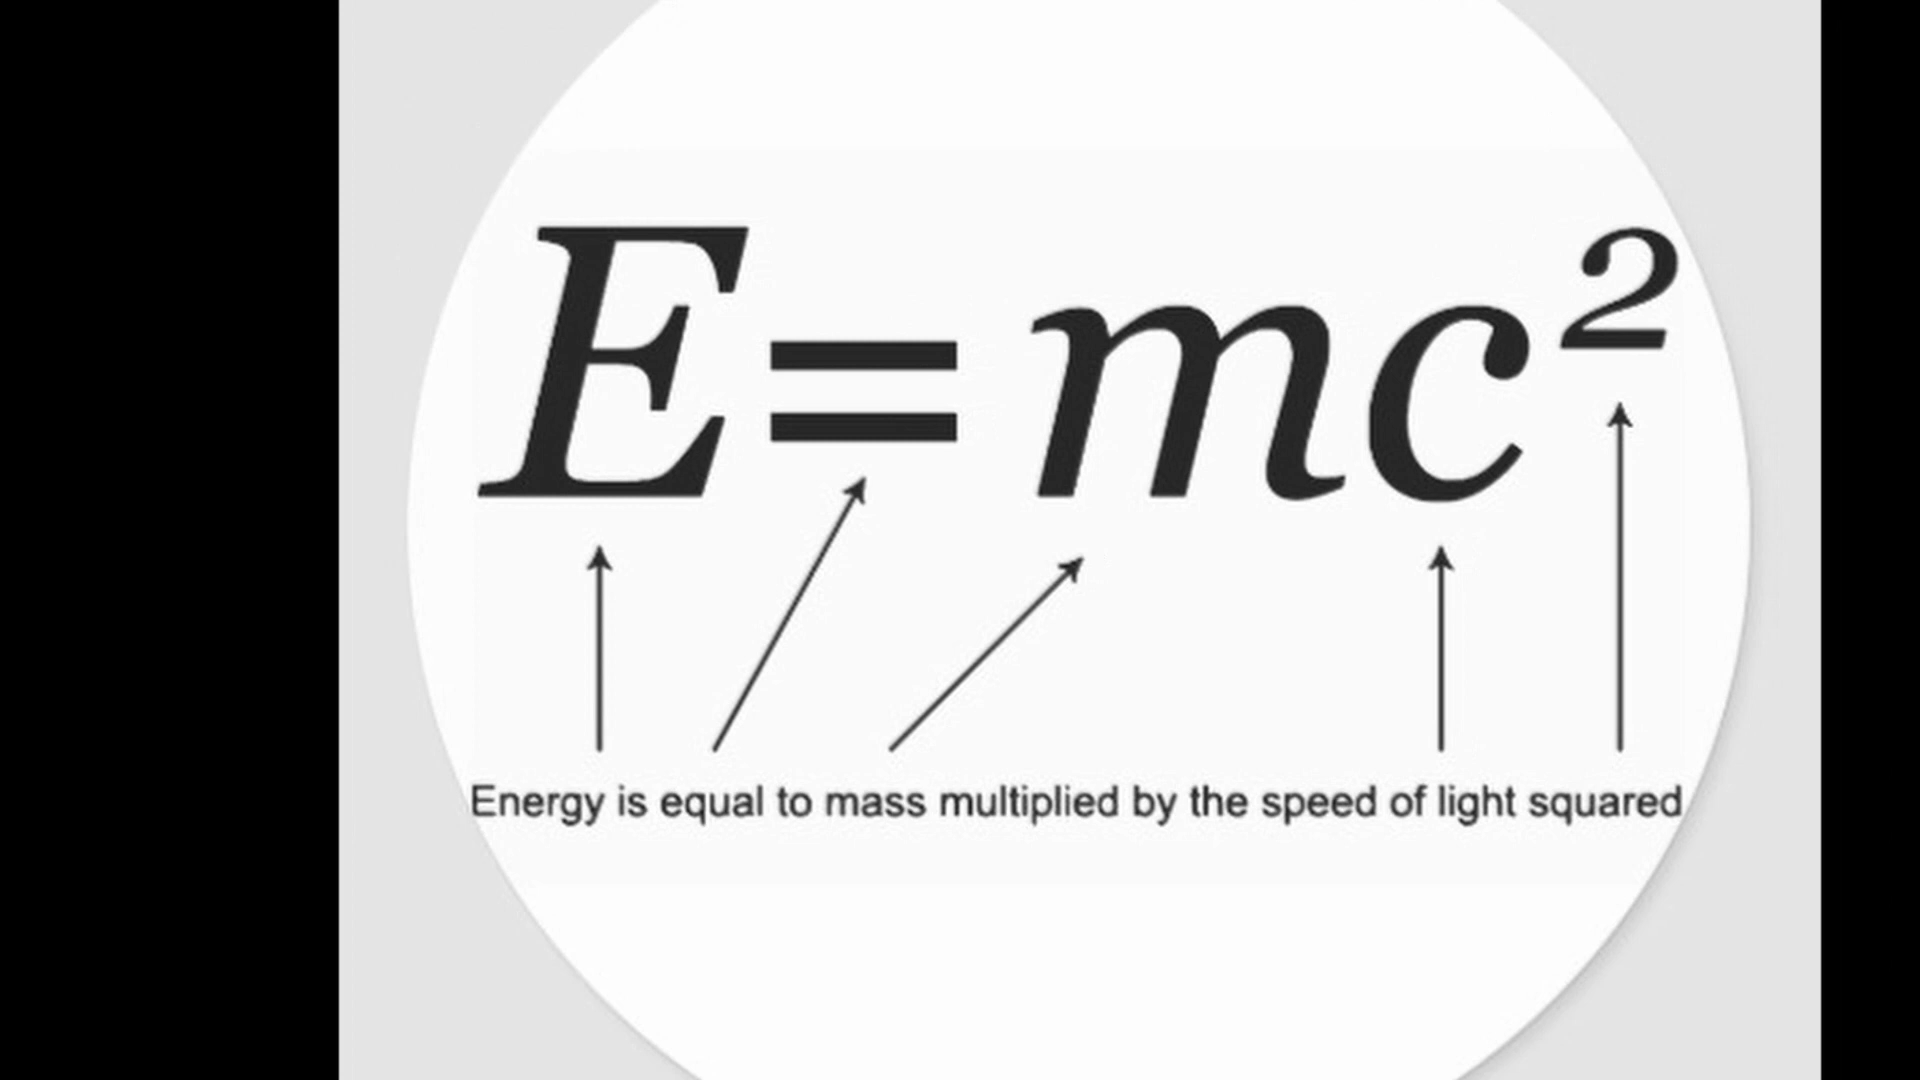 E=mc²
Energy is equal to mass multiplied by the speed of light squared